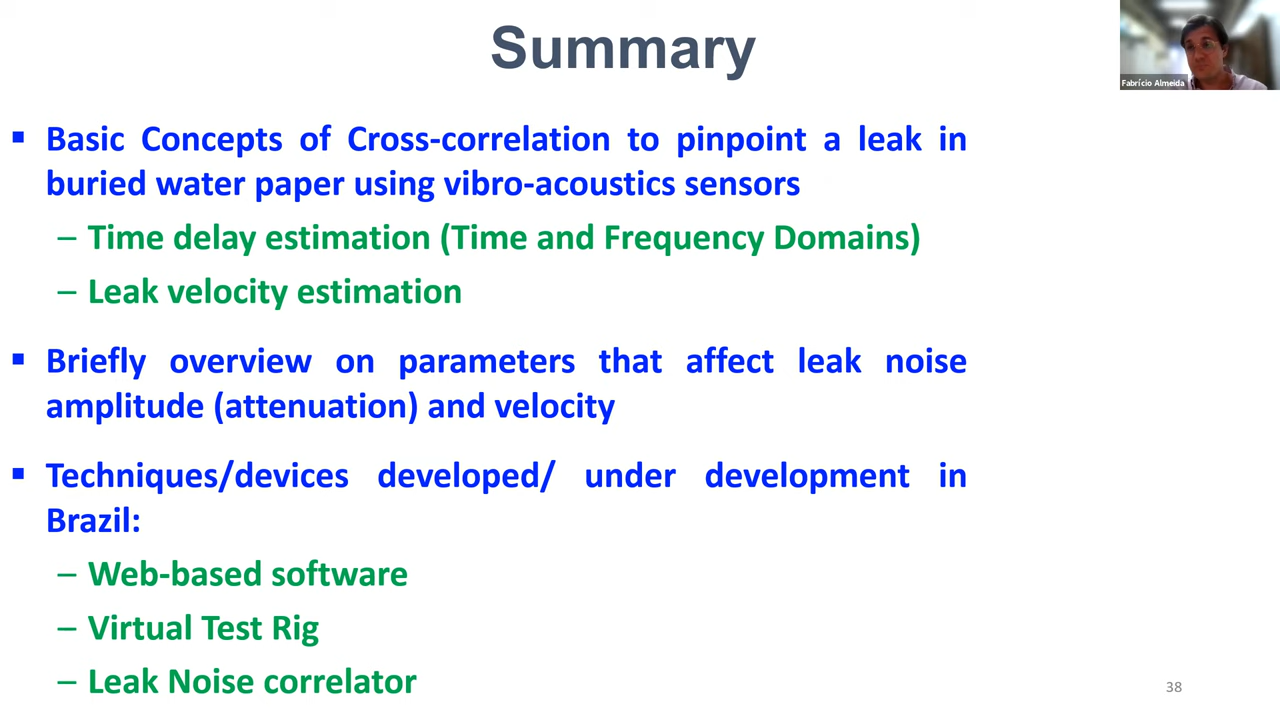 Summary
Fabrício Almeida
▪ Basic Concepts of Cross-correlation to pinpoint a leak in
buried water paper using vibro-acoustics sensors
– Time delay estimation (Time and Frequency Domains)
– Leak velocity estimation
▪ Briefly overview on parameters that affect leak noise
amplitude (attenuation) and velocity
▪ Techniques/devices developed/ under development in
Brazil:
– Web-based software
– Virtual Test Rig
– Leak Noise correlator
38